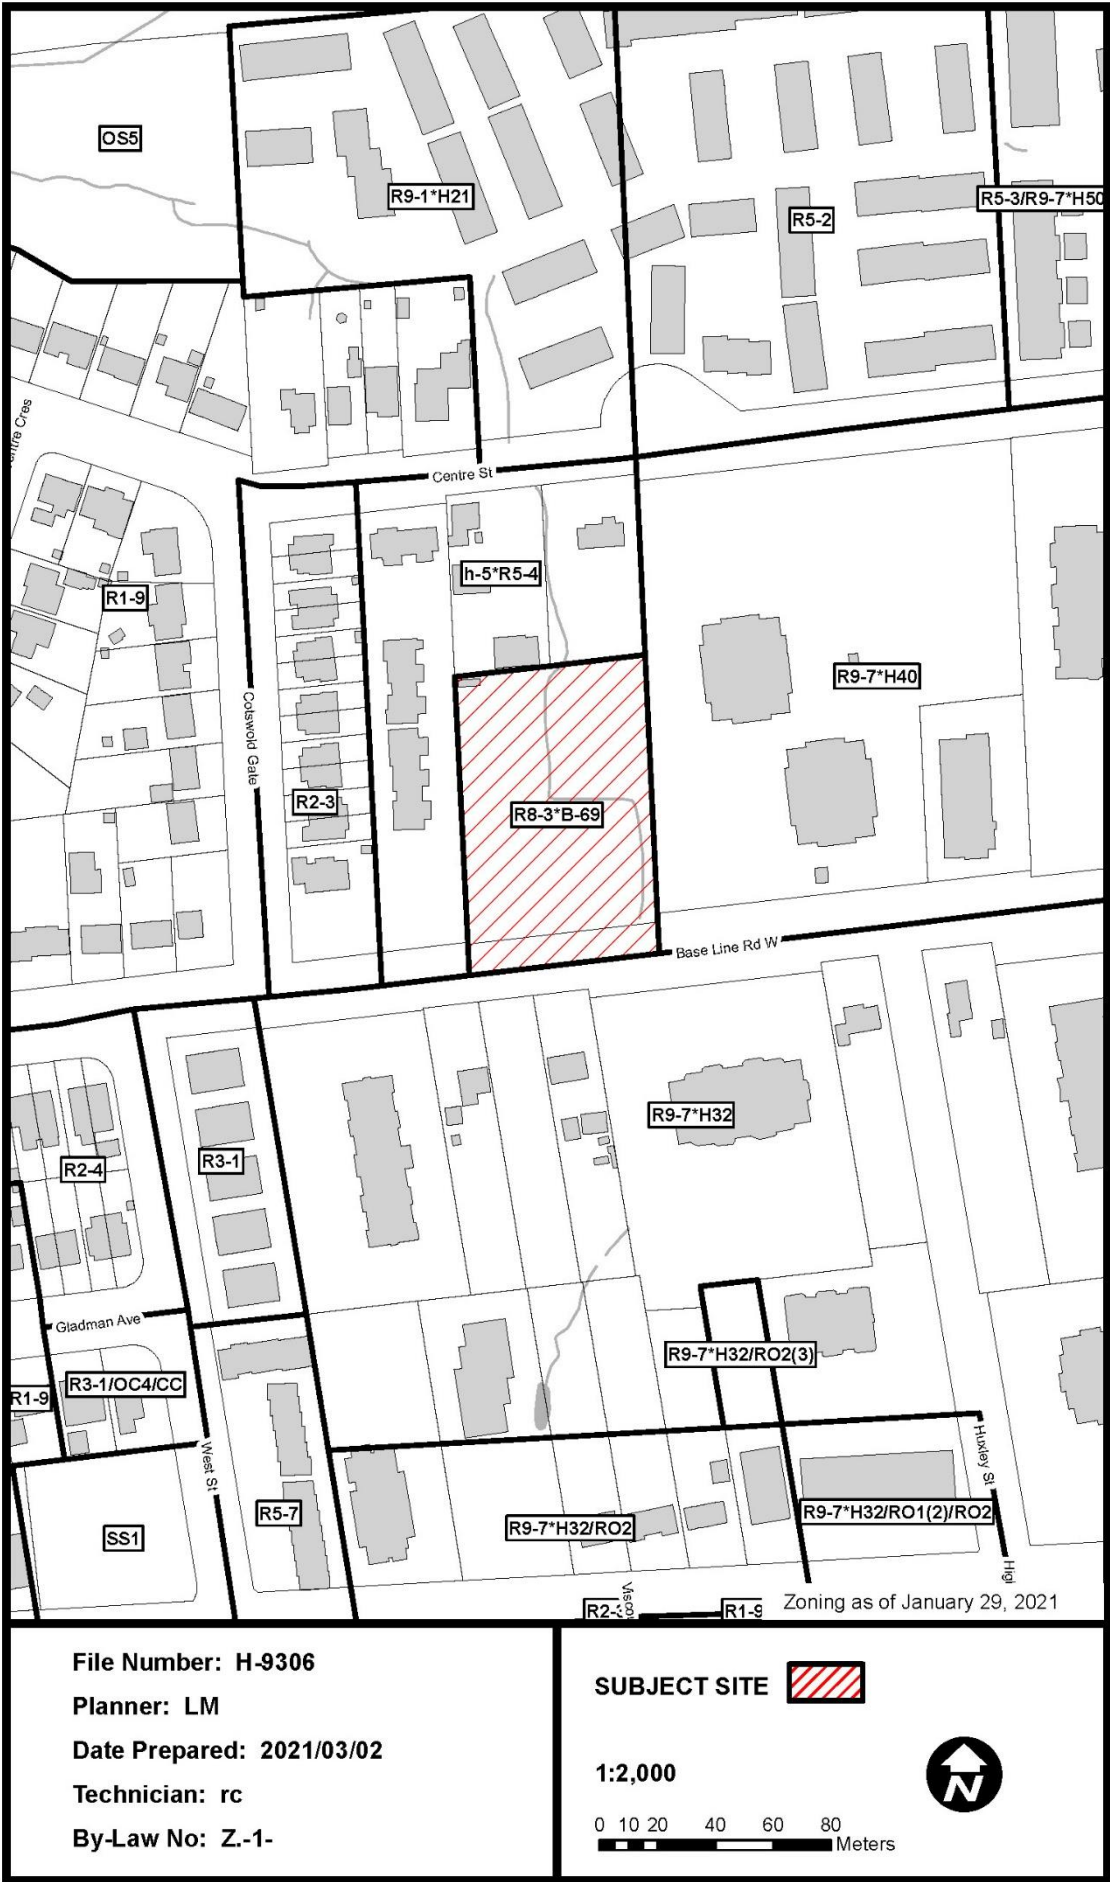 OS5
R9-1*H21
R5-3/R9-7*H50
R5-2
Centre St
h-5*R5-4
R1-9
R9-7*H40
Cotswold Gate
R2-3
R8-3*B-69
Base Line Rd W
R9-7*H32
R3-1
R2-4
Gladman Ave
R9-7*H32/RO2(3)
R3-1/OC4/CC
R1-9
West St
Huxley St
R5-7
R9-7*H32/RO1(2)/RO2
R9-7*H32/RO2
SS1
R1-9
Zoning as of January 29, 2021
File Number: H-9306
Planner: LM
Date Prepared: 2021/03/02
Technician: rc
By-Law No: Z.-1-
SUBJECT SITE
1:2,000
N
0 10 20 40 60 80
Meters